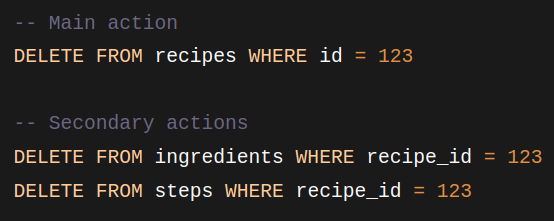 -- Main action
DELETE FROM recipes WHERE id = 123
-- Secondary actions
DELETE FROM ingredients WHERE recipe_id = 123
DELETE FROM steps WHERE recipe_id = 123